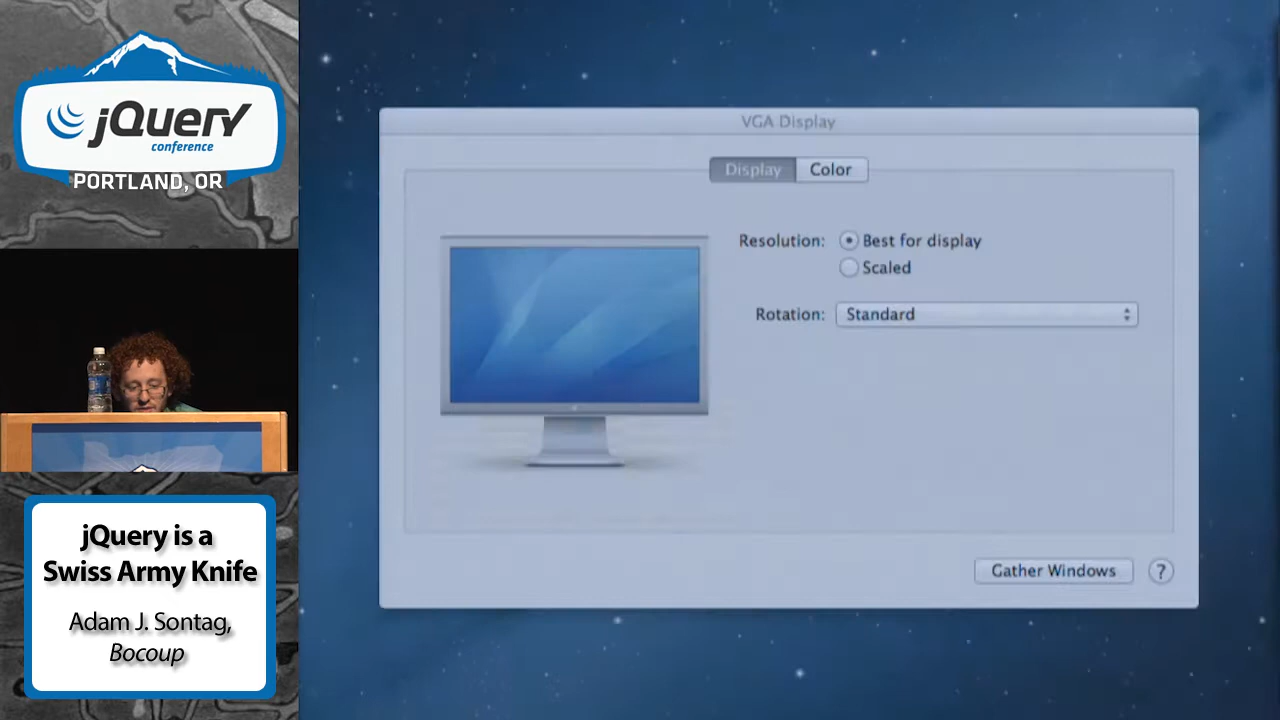 jQuery
conference
PORTLAND, OR
jQuery is a
Swiss Army Knife
Adam J. Sontag,
Bocoup
VGA Display
Display Color
Resolution: Best for display
Scaled
Rotation: Standard
Gather Windows ?